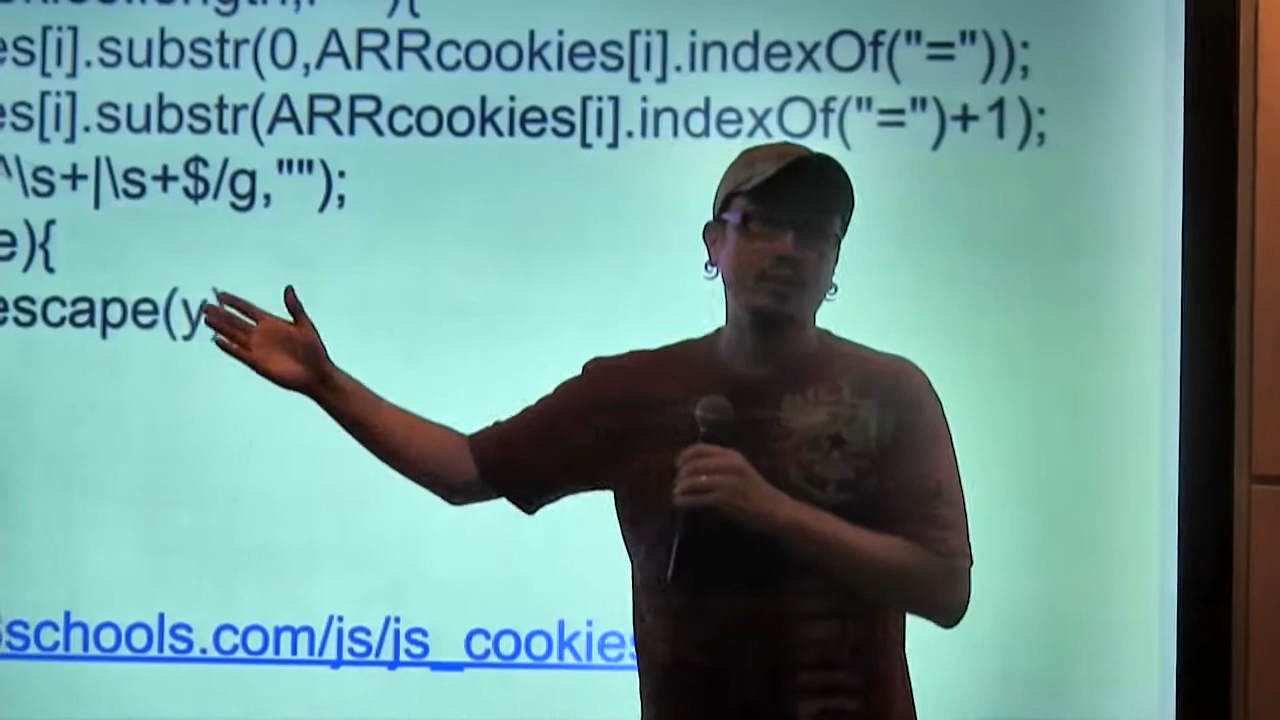 es[i].substr(0,ARRcookies[i].indexOf("="));
es[i].substr(ARRcookies[i].indexOf("=")+1);
^\s+|\s+$/g,"");
e){
escape(y)
schools.com/js/js_cookies